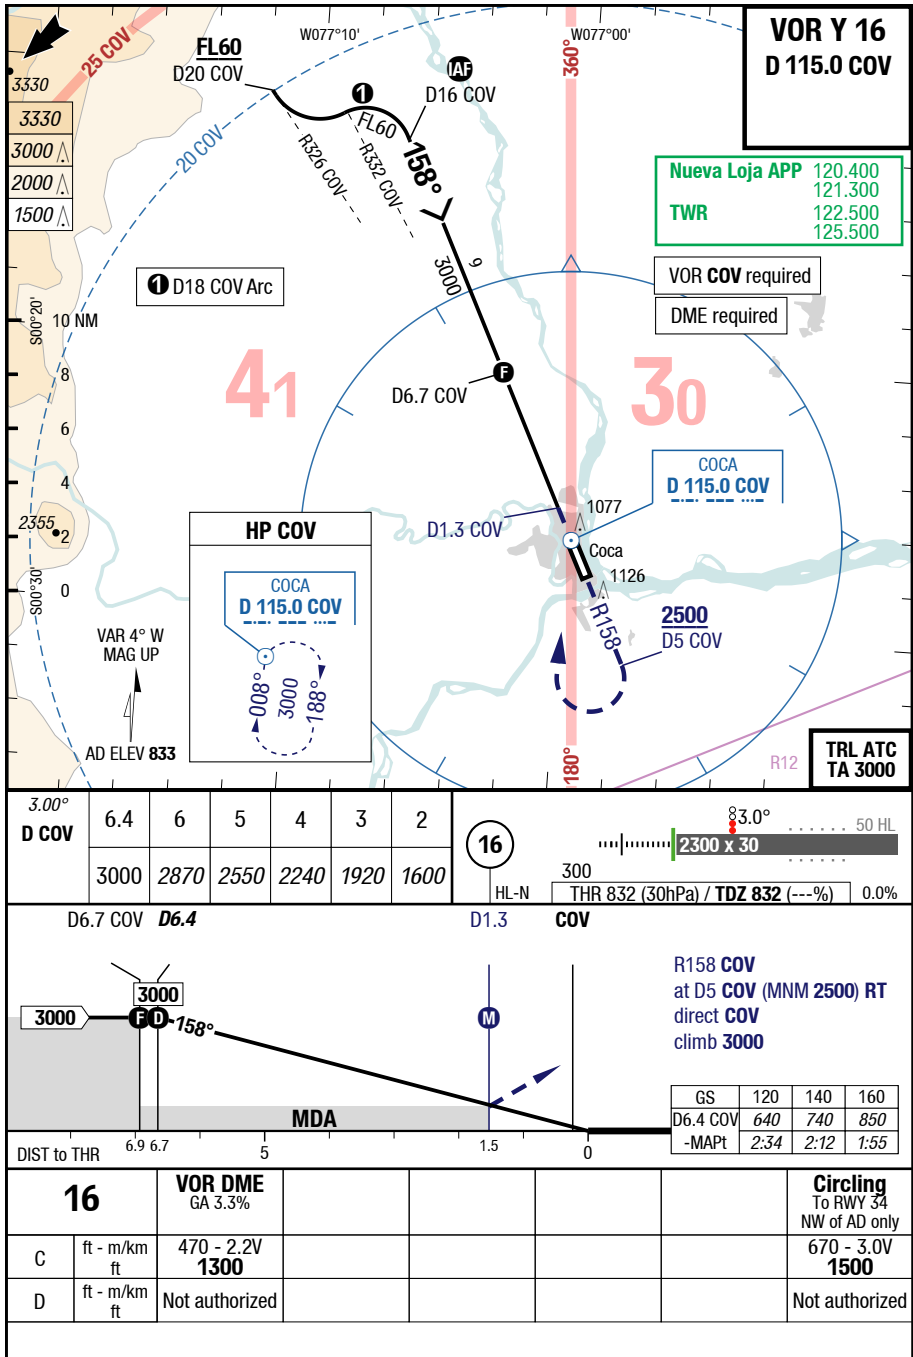 VOR Y 16
D 115.0 COV
Nueva Loja APP 120.400
121.300
TWR 122.500
125.500
VOR COV required
DME required
W077°10'
W077°00'
25 COV
FL60
D20 COV
IAF
D16 COV
360°
3330
3330
3000
2000
1500
20 COV
1
FL60
R326 COV
R332 COV
158°
1 D18 COV Arc
9
3000
S00°20'
10 NM
8
6
4
2
0
S00°30'
41
30
F
D6.7 COV
COCA
D 115.0 COV
1077
D1.3 COV
Coca
1126
2355
HP COV
COCA
D 115.0 COV
008°
3000
188°
R158
2500
D5 COV
VAR 4° W
MAG UP
AD ELEV 833
180°
R12
TRL ATC
TA 3000
3.00°
D COV
6.4 6 5 4 3 2
3000 2870 2550 2240 1920 1600
16
HL-N
3.0°
50 HL
2300 x 30
300
THR 832 (30hPa) / TDZ 832 (---%) 0.0%
D6.7 COV D6.4 D1.3 COV
3000
3000
F D
158°
M
MDA
R158 COV
at D5 COV (MNM 2500) RT
direct COV
climb 3000
GS 120 140 160
D6.4 COV 640 740 850
-MAPt 2:34 2:12 1:55
DIST to THR 6.9 6.7 5 1.5 0
16
VOR DME
GA 3.3%
Circling
To RWY 34
NW of AD only
C ft - m/km 470 - 2.2V 670 - 3.0V
ft 1300 1500
D ft - m/km Not authorized Not authorized
ft